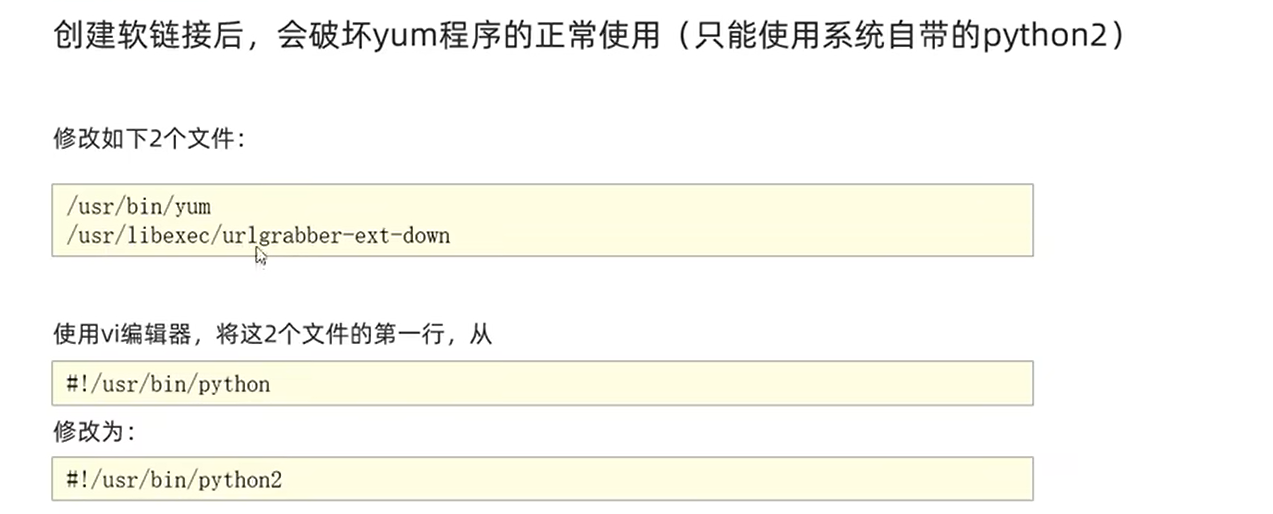 创建软链接后，会破坏yum程序的正常使用（只能使用系统自带的python2）
修改如下2个文件：
/usr/bin/yum
/usr/libexec/urlgrabber-ext-down
使用vi编辑器，将这2个文件的第一行，从
#!/usr/bin/python
修改为：
#!/usr/bin/python2